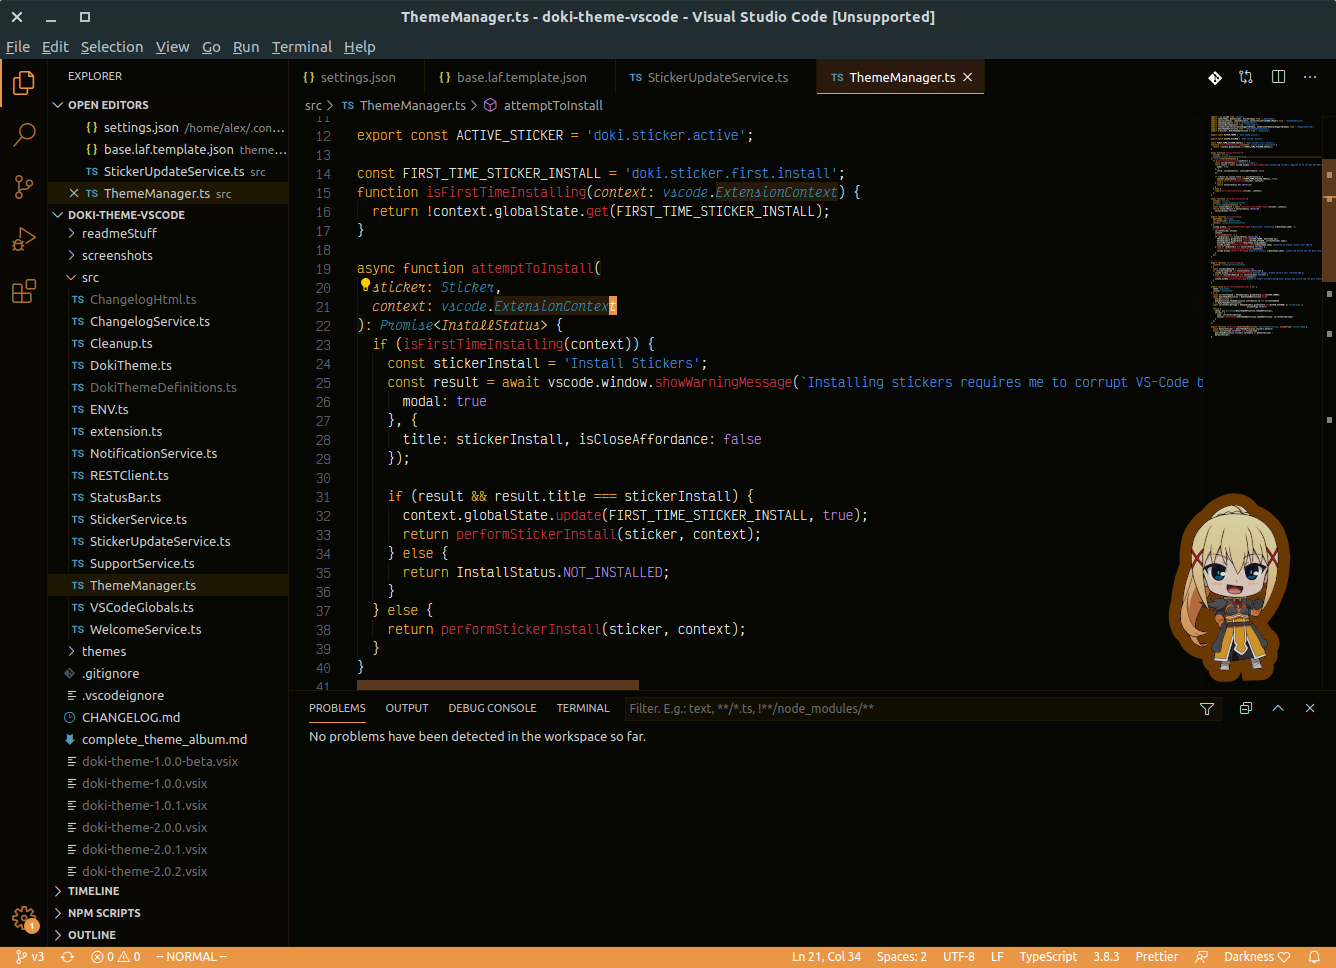 ThemeManager.ts - doki-theme-vscode - Visual Studio Code [Unsupported]
File Edit Selection View Go Run Terminal Help
EXPLORER
OPEN EDITORS
{ } settings.json /home/alex/.con...
{ } base.laf.template.json theme...
TS StickerUpdateService.ts src
TS ThemeManager.ts src
DOKI-THEME-VSCODE
readmeStuff
screenshots
src
TS ChangelogHtml.ts
TS ChangelogService.ts
TS Cleanup.ts
TS DokiTheme.ts
TS DokiThemeDefinitions.ts
TS ENV.ts
TS extension.ts
TS NotificationService.ts
TS RESTClient.ts
TS StatusBar.ts
TS StickerService.ts
TS StickerUpdateService.ts
TS SupportService.ts
TS ThemeManager.ts
TS VSCodeGlobals.ts
TS WelcomeService.ts
themes
.gitignore
.vscodeignore
CHANGELOG.md
complete_theme_album.md
doki-theme-1.0.0-beta.vsix
doki-theme-1.0.0.vsix
doki-theme-1.0.1.vsix
doki-theme-2.0.0.vsix
doki-theme-2.0.1.vsix
doki-theme-2.0.2.vsix
TIMELINE
NPM SCRIPTS
OUTLINE
1
{ } settings.json { } base.laf.template.json TS StickerUpdateService.ts TS ThemeManager.ts
src > TS ThemeManager.ts > attemptToInstall
11
12 export const ACTIVE_STICKER = 'doki.sticker.active';
13
14 const FIRST_TIME_STICKER_INSTALL = 'doki.sticker.first.install';
15 function isFirstTimeInstalling(context: vscode.ExtensionContext) {
16 return !context.globalState.get(FIRST_TIME_STICKER_INSTALL);
17 }
18
19 async function attemptToInstall(
20 sticker: Sticker,
21 context: vscode.ExtensionContext
22 ): Promise<InstallStatus> {
23 if (isFirstTimeInstalling(context)) {
24 const stickerInstall = 'Install Stickers';
25 const result = await vscode.window.showWarningMessage(`Installing stickers requires me to corrupt VS-Code b
26 modal: true
27 }, {
28 title: stickerInstall, isCloseAffordance: false
29 });
30
31 if (result && result.title === stickerInstall) {
32 context.globalState.update(FIRST_TIME_STICKER_INSTALL, true);
33 return performStickerInstall(sticker, context);
34 } else {
35 return InstallStatus.NOT_INSTALLED;
36 }
37 } else {
38 return performStickerInstall(sticker, context);
39 }
40 }
41
PROBLEMS OUTPUT DEBUG CONSOLE TERMINAL Filter. E.g.: text, **/*.ts, !**/node_modules/**
No problems have been detected in the workspace so far.
v3 0 0 -- NORMAL -- Ln 21, Col 34 Spaces: 2 UTF-8 LF TypeScript 3.8.3 Prettier Darkness♡